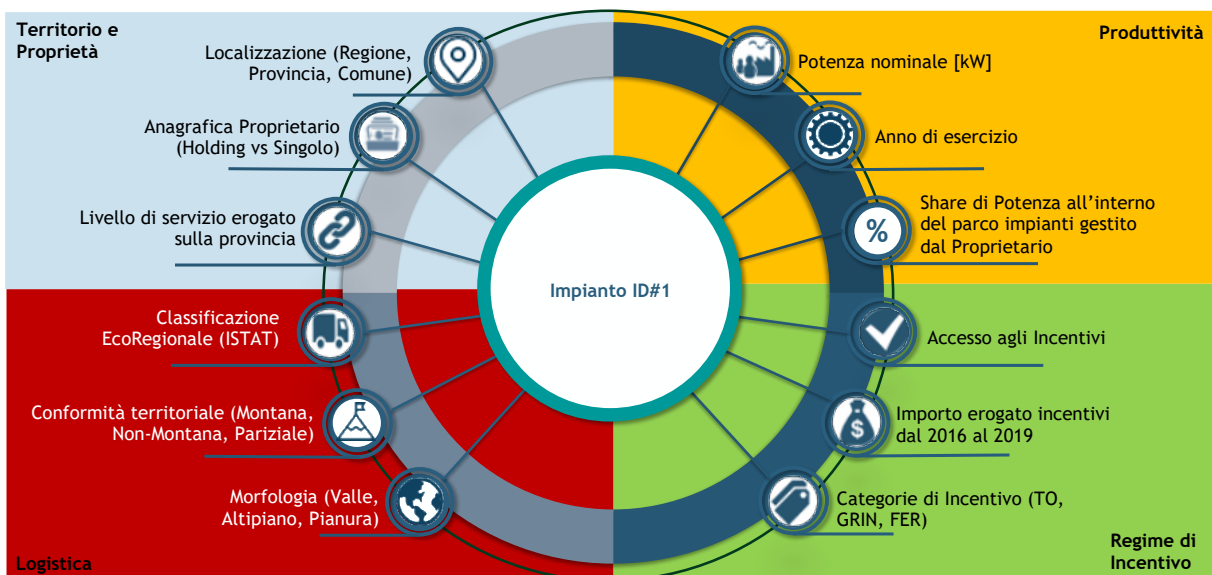 Territorio e
Proprietà
Localizzazione (Regione,
Provincia, Comune)
Anagrafica Proprietario
(Holding vs Singolo)
Livello di servizio erogato
sulla provincia
Produttività
Potenza nominale [kW]
Anno di esercizio
%
Share di Potenza all’interno
del parco impianti gestito
dal Proprietario
Impianto ID#1
Classificazione
EcoRegionale (ISTAT)
Conformità territoriale (Montana,
Non-Montana, Pariziale)
Morfologia (Valle,
Altipiano, Pianura)
Logistica
Accesso agli Incentivi
$
Importo erogato incentivi
dal 2016 al 2019
Categorie di Incentivo (TO,
GRIN, FER)
Regime di
Incentivo